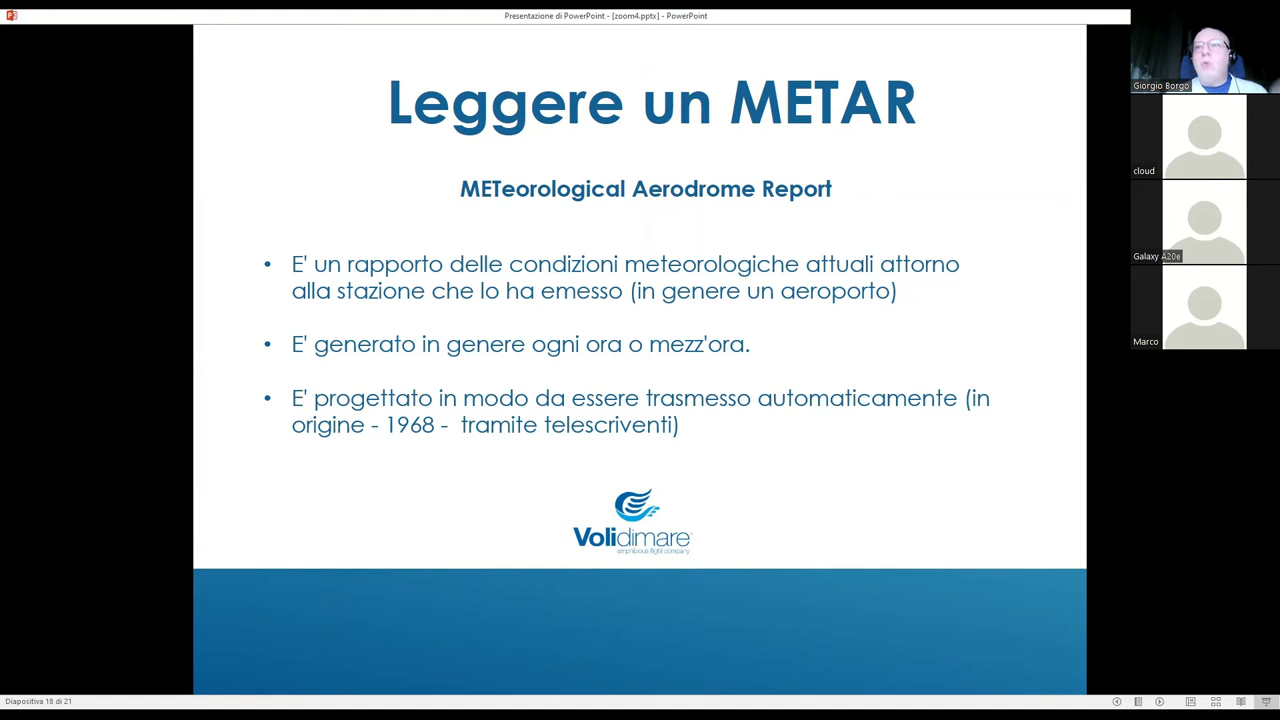 Presentazione di PowerPoint - [zoom4.pptx] - PowerPoint
Leggere un METAR
METeorological Aerodrome Report
• E' un rapporto delle condizioni meteorologiche attuali attorno
alla stazione che lo ha emesso (in genere un aeroporto)
• E' generato in genere ogni ora o mezz'ora.
• E' progettato in modo da essere trasmesso automaticamente (in
origine - 1968 - tramite telescriventi)
Volidimare
amphibious flight company
Giorgio Borgo
cloud
Galaxy A20e
Marco
Diapositiva 18 di 21